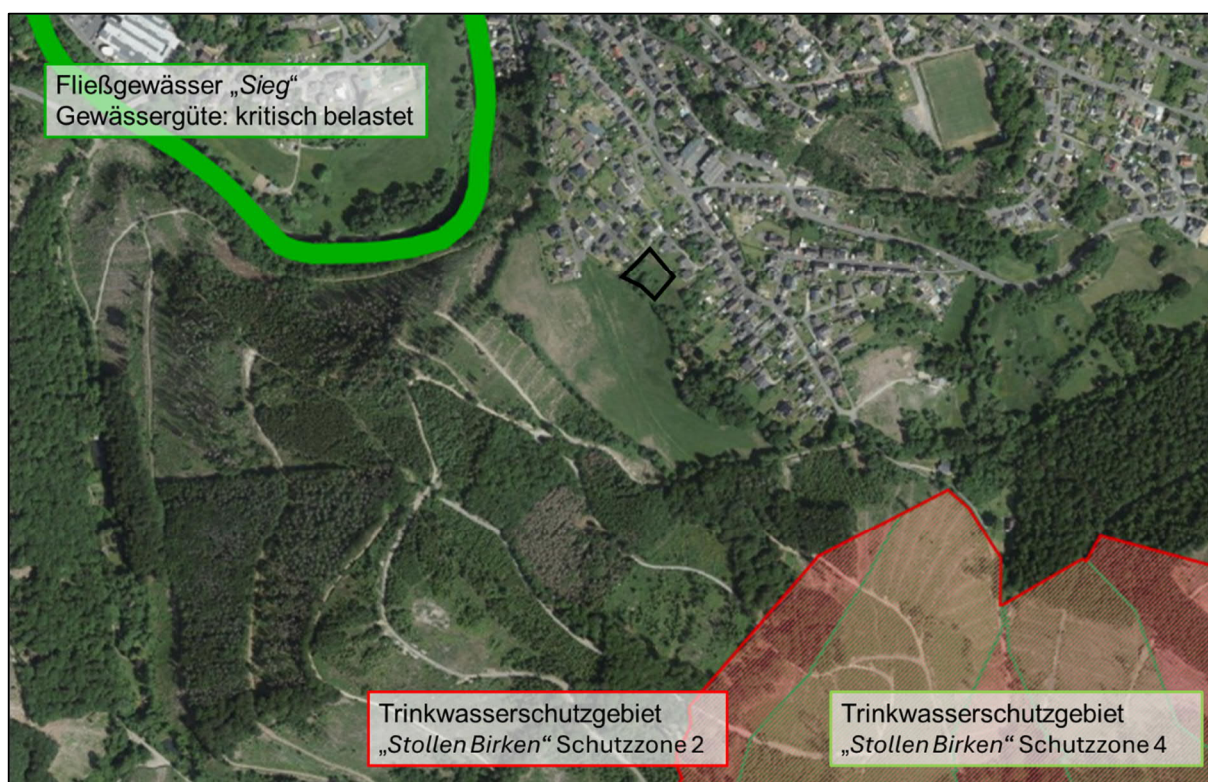 Fließgewässer „Sieg“
Gewässergüte: kritisch belastet
Trinkwasserschutzgebiet
„Stollen Birken“ Schutzzone 2
Trinkwasserschutzgebiet
„Stollen Birken“ Schutzzone 4